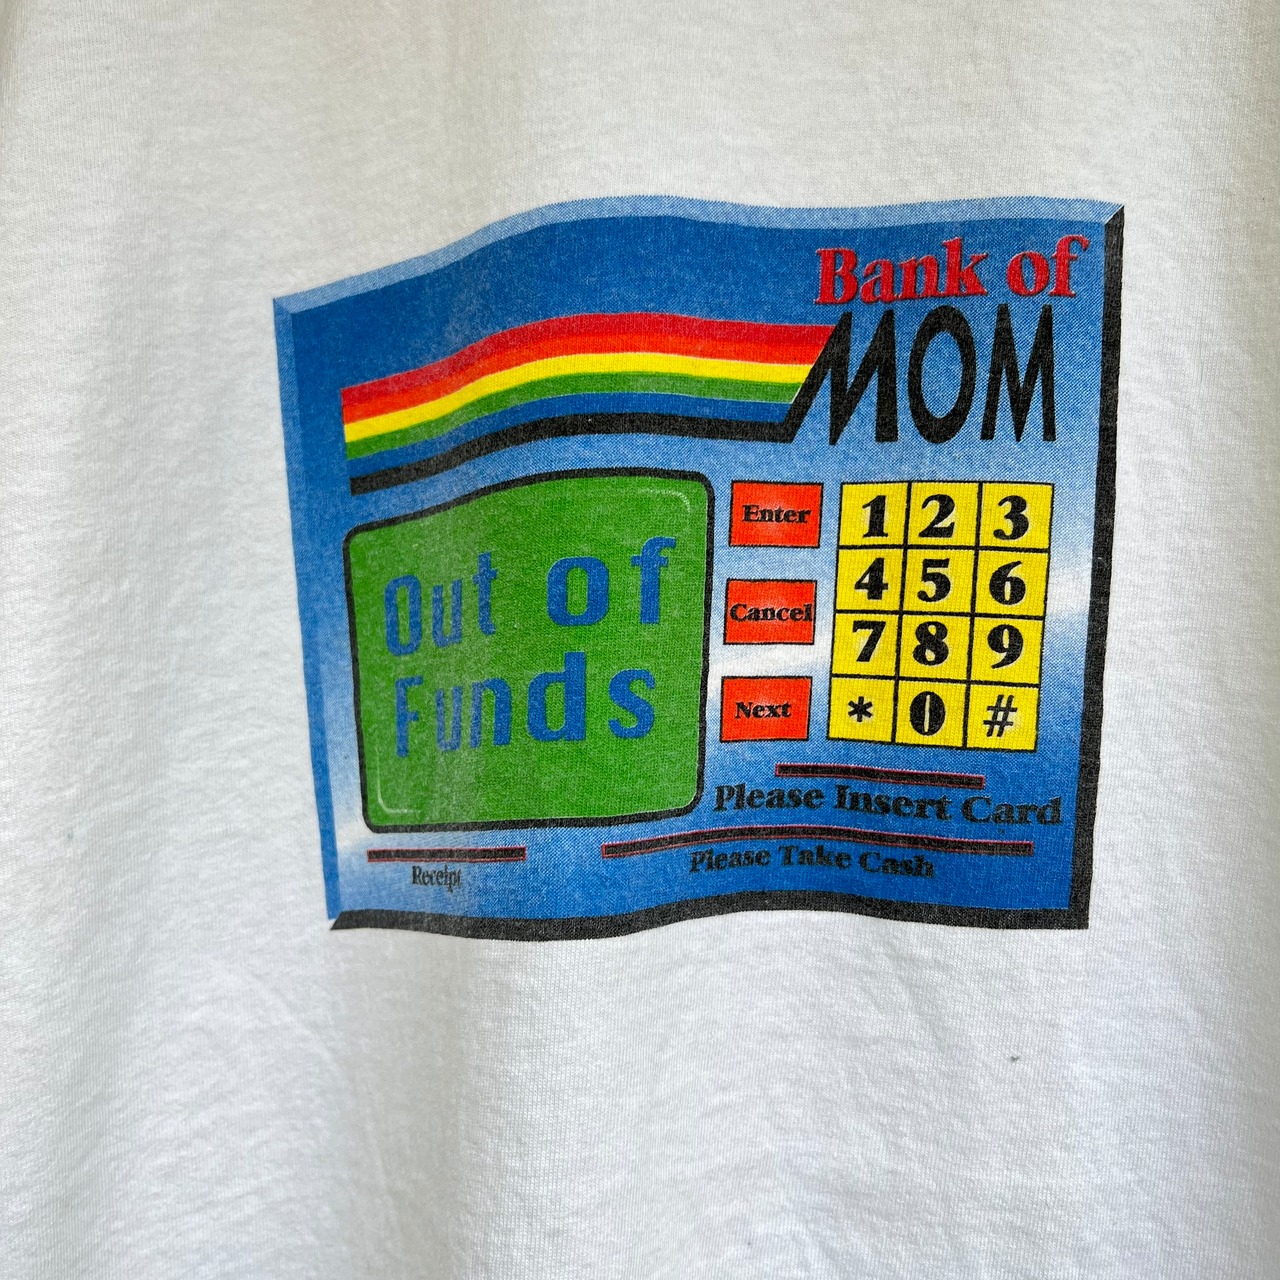 Bank of
MOM
Out of
Funds
Enter
Cancel
Next
1 2 3
4 5 6
7 8 9
* 0 #
Please Insert Card
Please Take Cash
Receipt